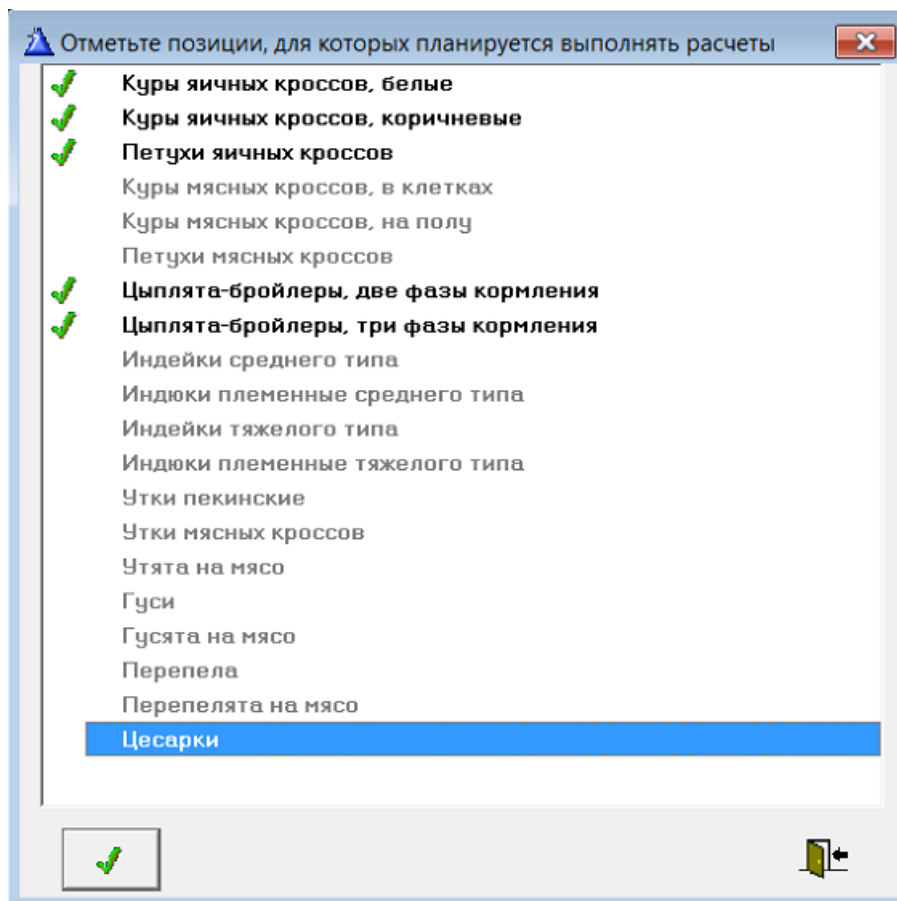 Отметьте позиции, для которых планируется выполнять расчеты
Куры яичных кроссов, белые
Куры яичных кроссов, коричневые
Петухи яичных кроссов
Куры мясных кроссов, в клетках
Куры мясных кроссов, на полу
Петухи мясных кроссов
Цыплята-бройлеры, две фазы кормления
Цыплята-бройлеры, три фазы кормления
Индейки среднего типа
Индюки племенные среднего типа
Индейки тяжелого типа
Индюки племенные тяжелого типа
Утки пекинские
Утки мясных кроссов
Утята на мясо
Гуси
Гусята на мясо
Перепела
Перепелята на мясо
Цесарки